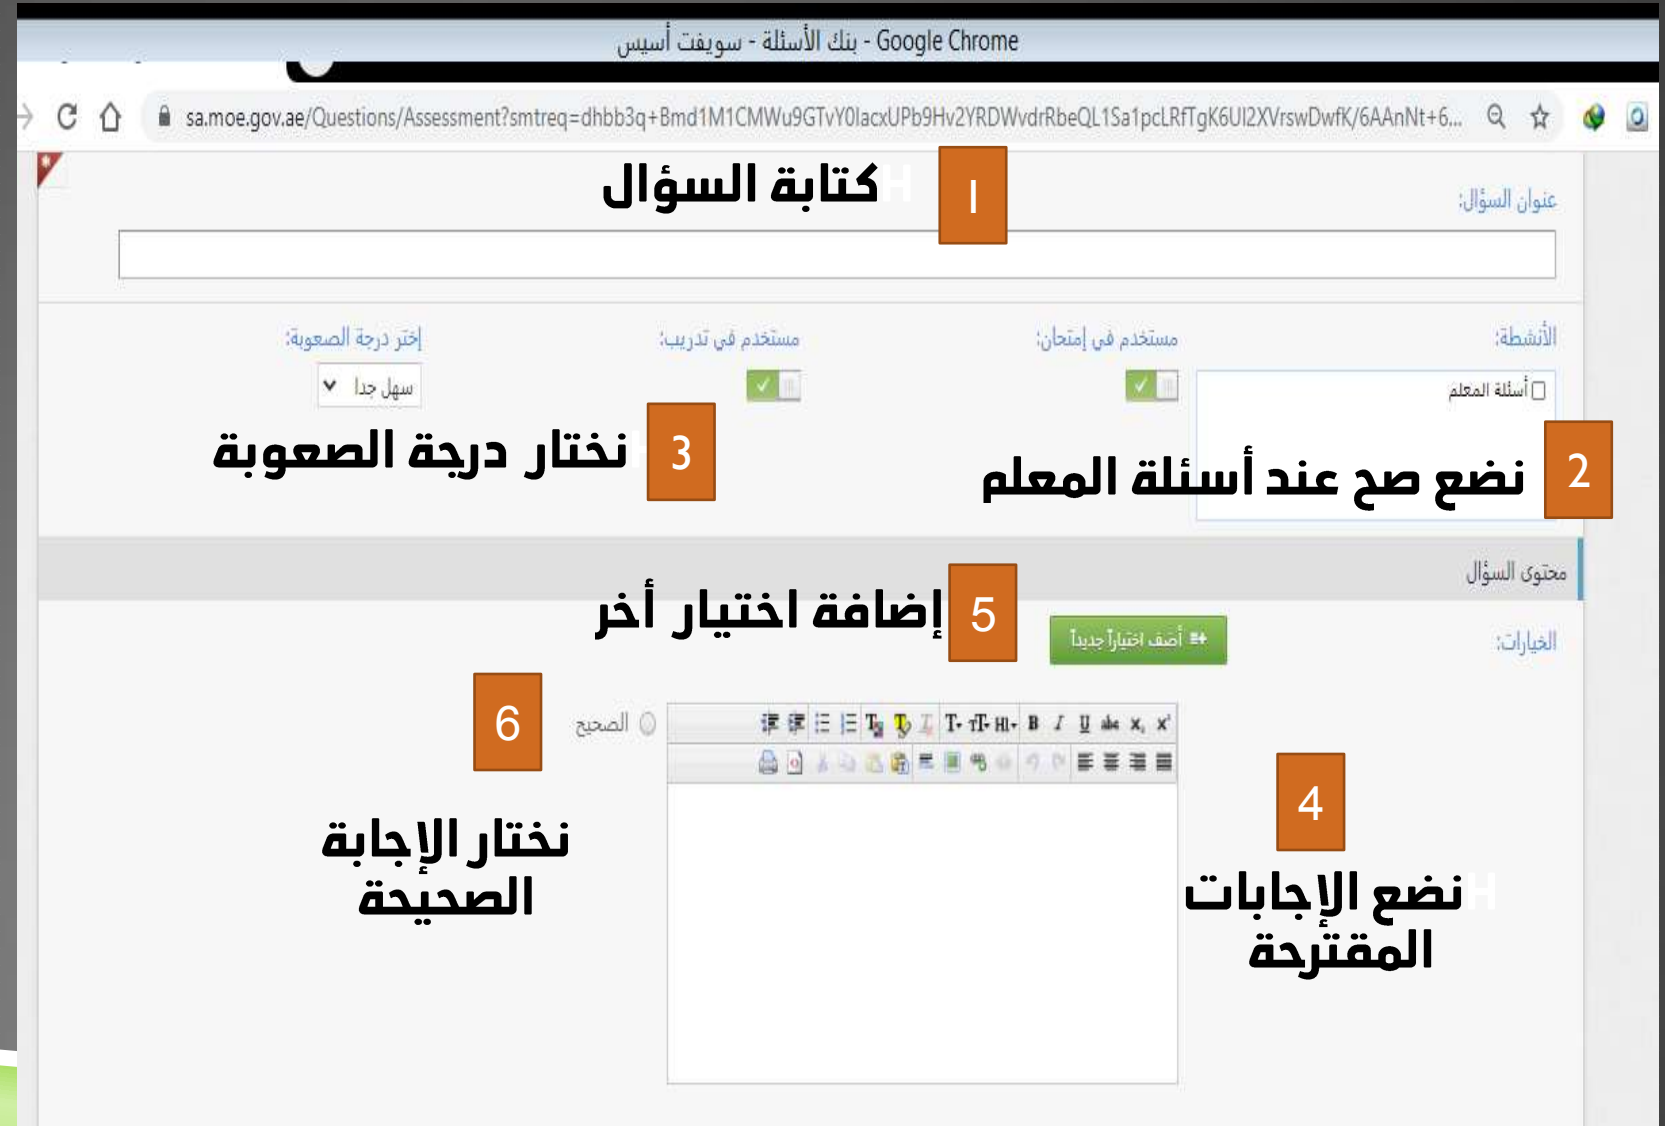 بنك الأسئلة - سويفت أسيس - Google Chrome
sa.moe.gov.ae/Questions/Assessment?smtreq=dhbb3q+Bmd1M1CMWu9GTvY0lacxUPb9Hv2YRDWvdrRbeQL1Sa1pcLRfTgK6UI2XVrswDwfK/6AAnNt+6...
1 كتابة السؤال
عنوان السؤال:
الأنشطة:
مستخدم في إمتحان:
مستخدم في تدريب:
إختر درجة الصعوبة:
أسئلة المعلم
سهل جدا
2 نضع صح عند أسئلة المعلم
3 نختار درجة الصعوبة
محتوى السؤال
5 إضافة اختيار أخر
الخيارات:
أضف اختياراً جديداً
الصحيح
6
نختار الإجابة
الصحيحة
4
نضع الإجابات
المقترحة